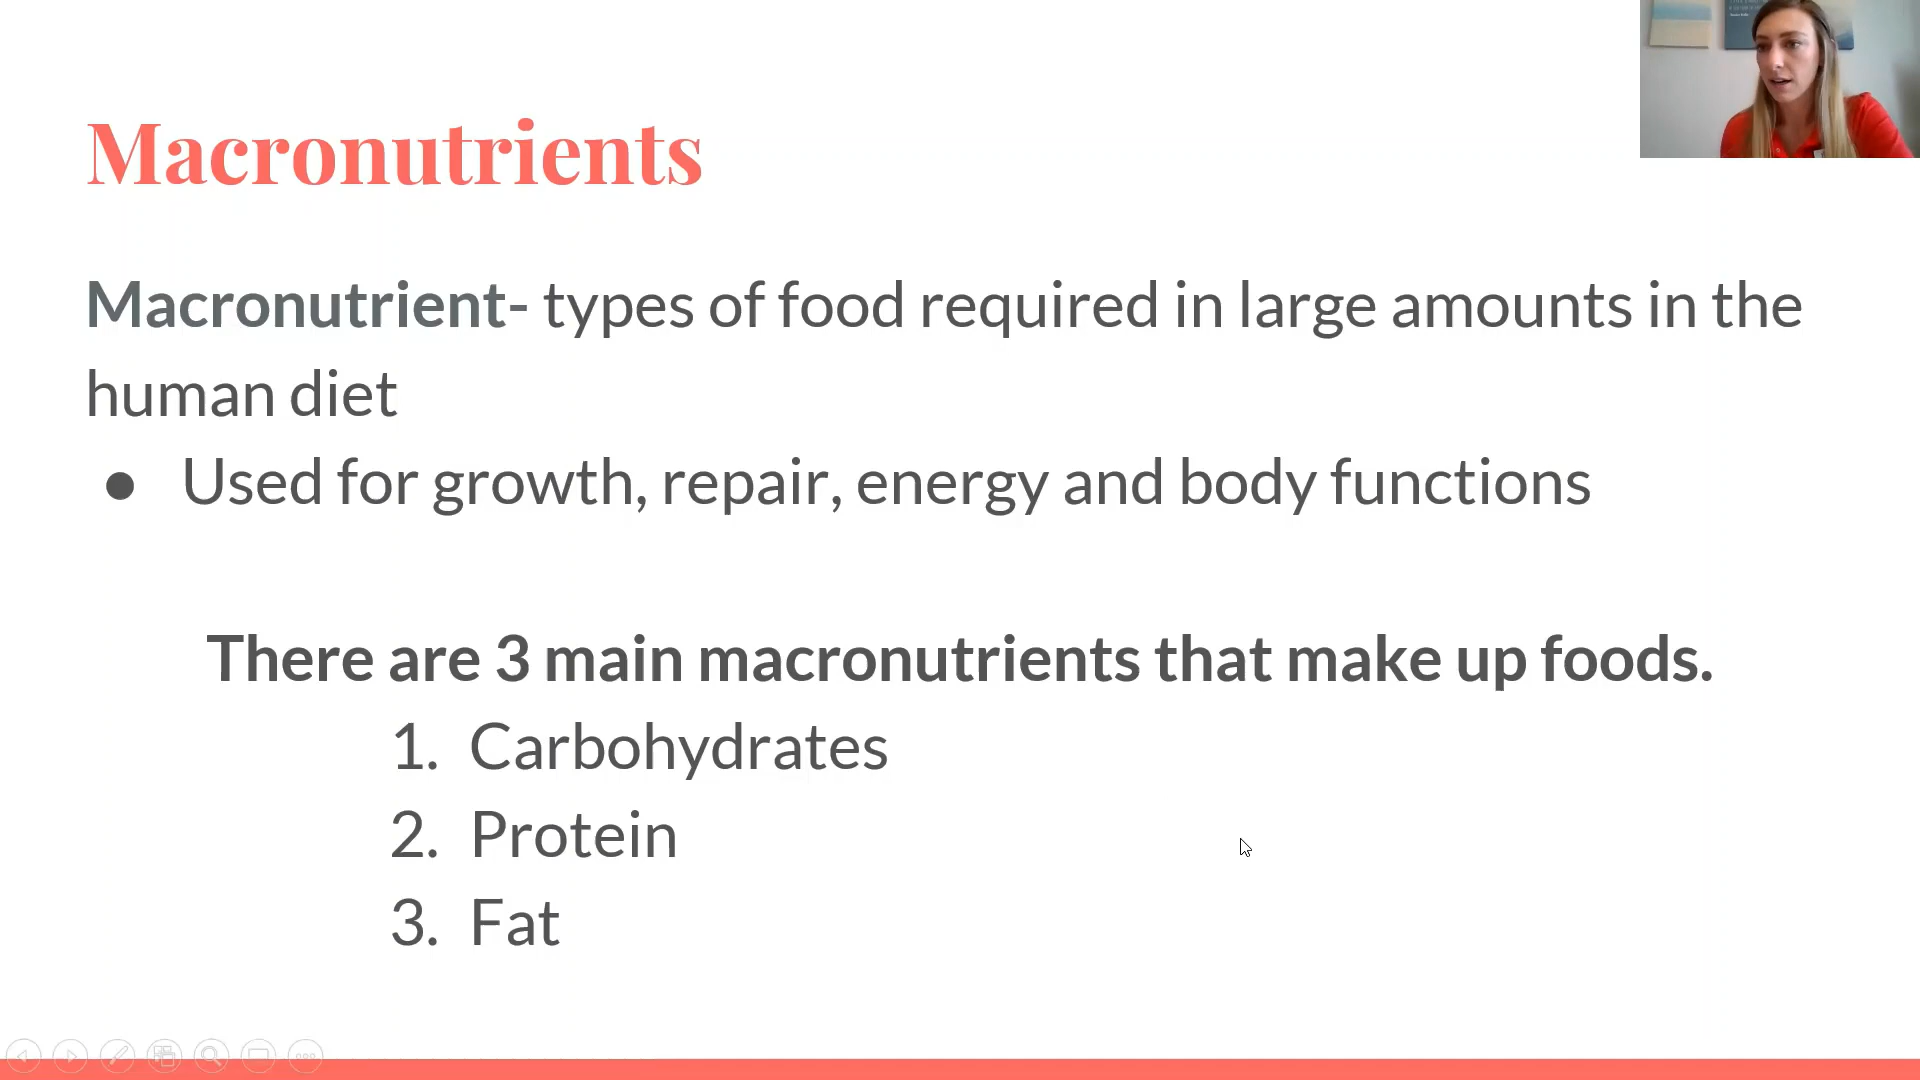 Macronutrients
Macronutrient- types of food required in large amounts in the
human diet
● Used for growth, repair, energy and body functions
There are 3 main macronutrients that make up foods.
1. Carbohydrates
2. Protein
3. Fat